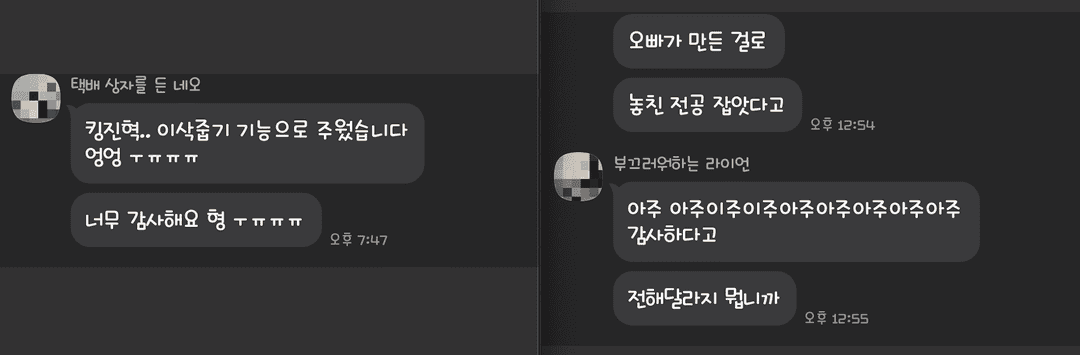 택배 상자를 든 네오
킹진혁.. 이삭줍기 기능으로 주웠습니다
엉엉 ㅜㅠㅠㅠ
너무 감사해요 형 ㅜㅠㅠㅠ
오후 7:47
오빠가 만든 걸로
놓친 전공 잡앗다고
오후 12:54
부끄러워하는 라이언
아주 아주이주이주아주아주아주아주아주
감사하다고
전해달라지 뭡니까
오후 12:55